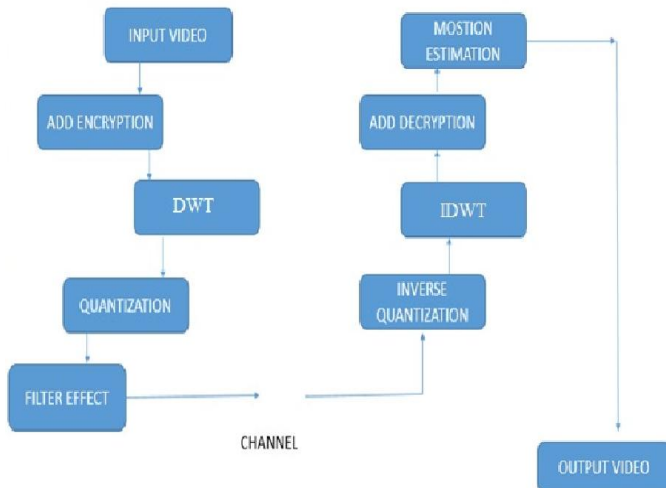 INPUT VIDEO
ADD ENCRYPTION
DWT
QUANTIZATION
FILTER EFFECT
CHANNEL
INVERSE
QUANTIZATION
IDWT
ADD DECRYPTION
MOSTION
ESTIMATION
OUTPUT VIDEO